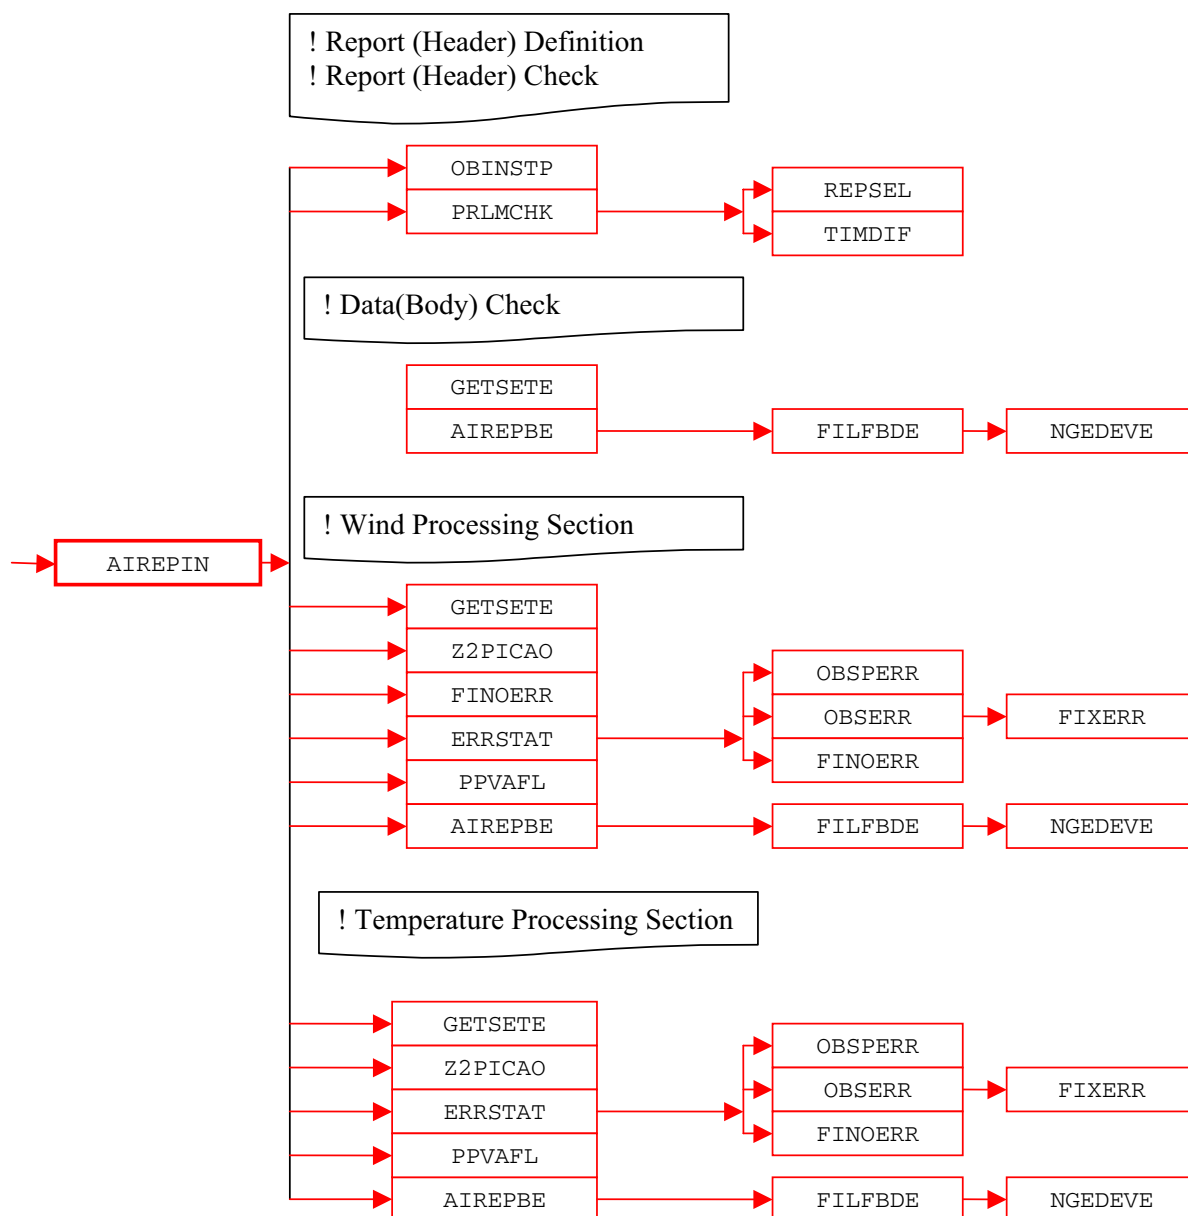 ! Report (Header) Definition
! Report (Header) Check
OBINSTP
PRLMCHK
REPSEL
TIMDIF
! Data(Body) Check
GETSETE
AIREPBE
FILFBDE
NGEDEVE
! Wind Processing Section
AIREPIN
GETSETE
Z2PICAO
FINOERR
ERRSTAT
PPVAFL
AIREPBE
OBSPERR
OBSERR
FINOERR
FIXERR
FILFBDE
NGEDEVE
! Temperature Processing Section
GETSETE
Z2PICAO
ERRSTAT
PPVAFL
AIREPBE
OBSPERR
OBSERR
FINOERR
FIXERR
FILFBDE
NGEDEVE